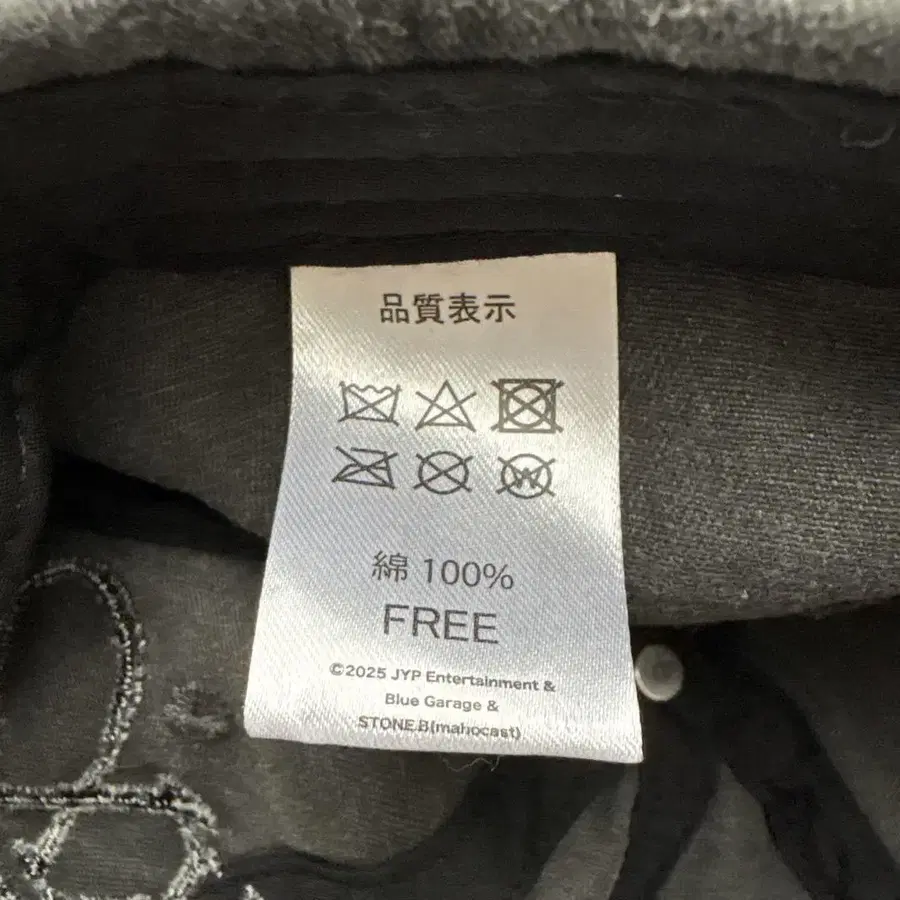 品質表示
綿 100%
FREE
©2025 JYP Entertainment &
Blue Garage &
STONE.B(mahocast)